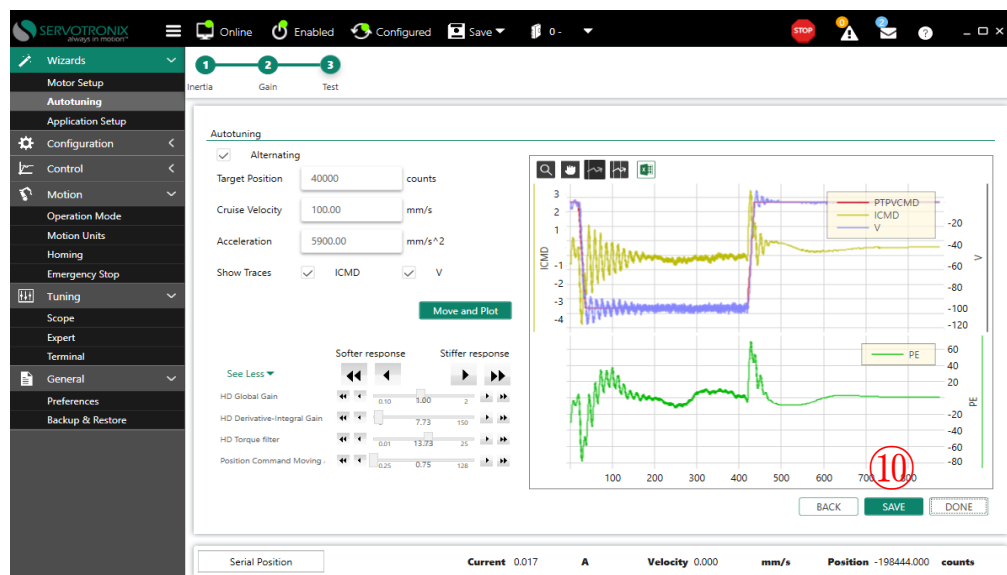 SERVOTRONIX
always in motion™
Online
Enabled
Configured
Save
0 -
STOP
0
2
?
Wizards
Motor Setup
Autotuning
Application Setup
Configuration
Control
Motion
Operation Mode
Motion Units
Homing
Emergency Stop
Tuning
Scope
Expert
Terminal
General
Preferences
Backup & Restore
1 2 3
Inertia Gain Test
Autotuning
Alternating
Target Position 40000 counts
Cruise Velocity 100.00 mm/s
Acceleration 5900.00 mm/s^2
Show Traces ICMD V
Move and Plot
Softer response Stiffer response
See Less
HD Global Gain 0.10 1.00 2
HD Derivative-Integral Gain 7.73 150
HD Torque filter 0.01 13.73 25
Position Command Moving 0.25 0.75 128
3
2
1
-1
-2
-3
-4
ICMD
PTPVCMD
ICMD
V
-20
-40
-60
-80
-100
-120
V
PE
60
40
20
-20
-40
-60
-80
PE
100 200 300 400 500 600 700 800
⑩
BACK SAVE DONE
Serial Position Current 0.017 A Velocity 0.000 mm/s Position -198444.000 counts